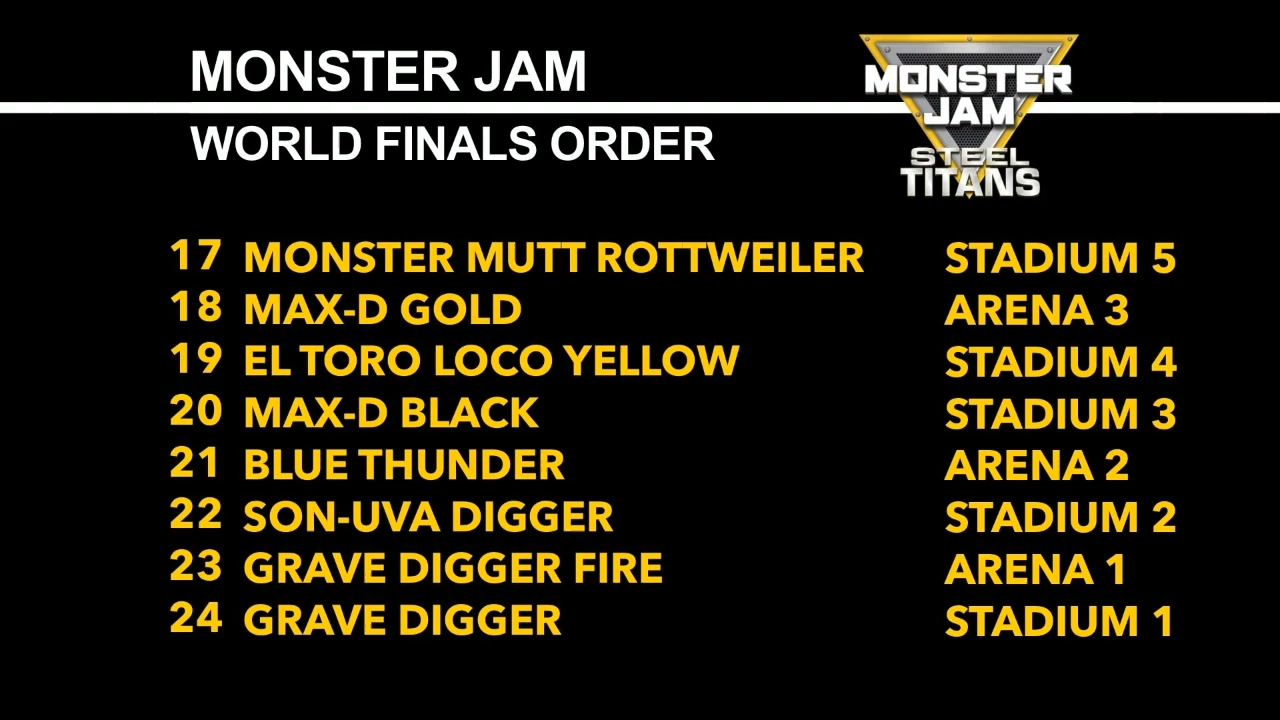 MONSTER JAM
WORLD FINALS ORDER
MONSTER
JAM
STEEL
TITANS
17 MONSTER MUTT ROTTWEILER STADIUM 5
18 MAX-D GOLD ARENA 3
19 EL TORO LOCO YELLOW STADIUM 4
20 MAX-D BLACK STADIUM 3
21 BLUE THUNDER ARENA 2
22 SON-UVA DIGGER STADIUM 2
23 GRAVE DIGGER FIRE ARENA 1
24 GRAVE DIGGER STADIUM 1